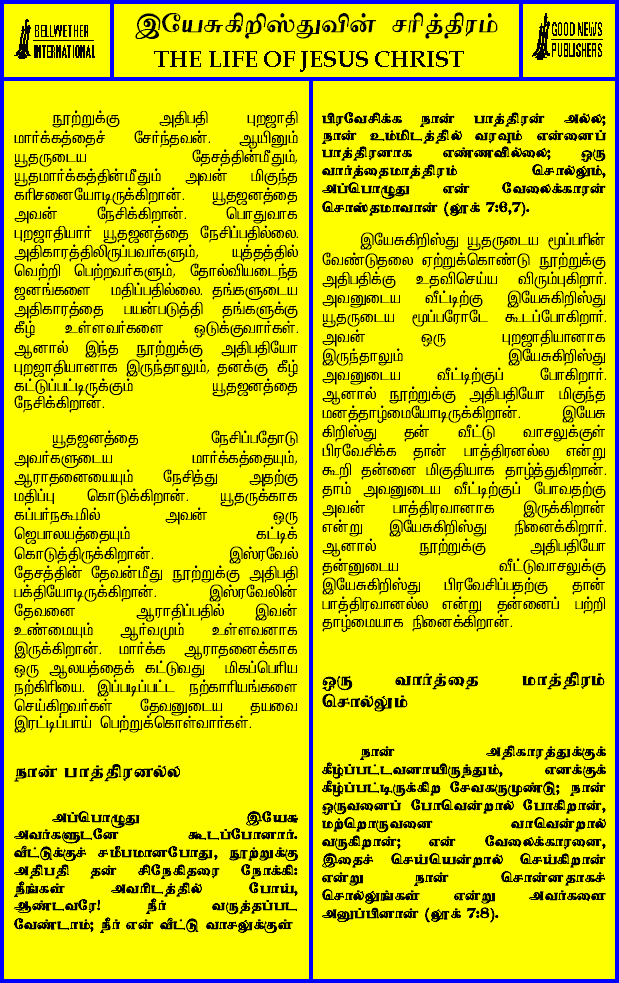 BELLWETHER
INTERNATIONAL
இயேசுகிறிஸ்துவின் சரித்திரம்
THE LIFE OF JESUS CHRIST
GOOD NEWS
PUBLISHERS
நூற்றுக்கு அதிபதி புறஜாதி
மார்க்கத்தைச் சேர்ந்தவன். ஆயினும்
யூதருடைய தேசத்தின்மீதும்,
யூதமார்க்கத்தின்மீதும் அவன் மிகுந்த
கரிசனையோடிருக்கிறான். யூதஜனத்தை
அவன் நேசிக்கிறான். பொதுவாக
புறஜாதியார் யூதஜனத்தை நேசிப்பதில்லை.
அதிகாரத்திலிருப்பவர்களும், யுத்தத்தில்
வெற்றி பெற்றவர்களும், தோல்வியடைந்த
ஜனங்களை மதிப்பதில்லை. தங்களுடைய
அதிகாரத்தை பயன்படுத்தி தங்களுக்கு
கீழ் உள்ளவர்களை ஒடுக்குவார்கள்.
ஆனால் இந்த நூற்றுக்கு அதிபதியோ
புறஜாதியானாக இருந்தாலும், தனக்கு கீழ்
கட்டுப்பட்டிருக்கும் யூதஜனத்தை
நேசிக்கிறான்.
யூதஜனத்தை நேசிப்பதோடு
அவர்களுடைய மார்க்கத்தையும்,
ஆராதனையையும் நேசித்து அதற்கு
மதிப்பு கொடுக்கிறான். யூதருக்காக
கப்பர்நகூமில் அவன் ஒரு
ஜெபாலயத்தையும் கட்டிக்
கொடுத்திருக்கிறான். இஸ்ரவேல்
தேசத்தின் தேவன்மீது நூற்றுக்கு அதிபதி
பக்தியோடிருக்கிறான். இஸ்ரவேலின்
தேவனை ஆராதிப்பதில் இவன்
உண்மையும் ஆர்வமும் உள்ளவனாக
இருக்கிறான். மார்க்க ஆராதனைக்காக
ஒரு ஆலயத்தைக் கட்டுவது மிகப்பெரிய
நற்கிரியை. இப்படிப்பட்ட நற்காரியங்களை
செய்கிறவர்கள் தேவனுடைய தயவை
இரட்டிப்பாய் பெற்றுக்கொள்வார்கள்.
நான் பாத்திரனல்ல
அப்பொழுது இயேசு
அவர்களுடனே கூடப்போனார்.
வீட்டுக்குச் சமீபமானபோது, நூற்றுக்கு
அதிபதி தன் சிநேகிதரை நோக்கி:
நீங்கள் அவரிடத்தில் போய்,
ஆண்டவரே! நீர் வருத்தப்பட
வேண்டாம்; நீர் என் வீட்டு வாசலுக்குள்
பிரவேசிக்க நான் பாத்திரன் அல்ல;
நான் உம்மிடத்தில் வரவும் என்னைப்
பாத்திரனாக எண்ணவில்லை; ஒரு
வார்த்தைமாத்திரம் சொல்லும்,
அப்பொழுது என் வேலைக்காரன்
சொஸ்தமாவான் (லூக் 7:6,7).
இயேசுகிறிஸ்து யூதருடைய மூப்பரின்
வேண்டுதலை ஏற்றுக்கொண்டு நூற்றுக்கு
அதிபதிக்கு உதவிசெய்ய விரும்புகிறார்.
அவனுடைய வீட்டிற்கு இயேசுகிறிஸ்து
யூதருடைய மூப்பரோடே கூடப்போகிறார்.
அவன் ஒரு புறஜாதியானாக
இருந்தாலும் இயேசுகிறிஸ்து
அவனுடைய வீட்டிற்குப் போகிறார்.
ஆனால் நூற்றுக்கு அதிபதியோ மிகுந்த
மனத்தாழ்மையோடிருக்கிறான். இயேசு
கிறிஸ்து தன் வீட்டு வாசலுக்குள்
பிரவேசிக்க தான் பாத்திரனல்ல என்று
கூறி தன்னை மிகுதியாக தாழ்த்துகிறான்.
தாம் அவனுடைய வீட்டிற்குப் போவதற்கு
அவன் பாத்திரவானாக இருக்கிறான்
என்று இயேசுகிறிஸ்து நினைக்கிறார்.
ஆனால் நூற்றுக்கு அதிபதியோ
தன்னுடைய வீட்டுவாசலுக்கு
இயேசுகிறிஸ்து பிரவேசிப்பதற்கு தான்
பாத்திரவானல்ல என்று தன்னைப் பற்றி
தாழ்மையாக நினைக்கிறான்.
ஒரு வார்த்தை மாத்திரம்
சொல்லும்
நான் அதிகாரத்துக்குக்
கீழ்ப்பட்டவனாயிருந்தும், எனக்குக்
கீழ்ப்பட்டிருக்கிற சேவகருமுண்டு; நான்
ஒருவனைப் போவென்றால் போகிறான்,
மற்றொருவனை வாவென்றால்
வருகிறான்; என் வேலைக்காரனை,
இதைச் செய்யென்றால் செய்கிறான்
என்று நான் சொன்னதாகச்
சொல்லுங்கள் என்று அவர்களை
அனுப்பினான் (லூக் 7:8).